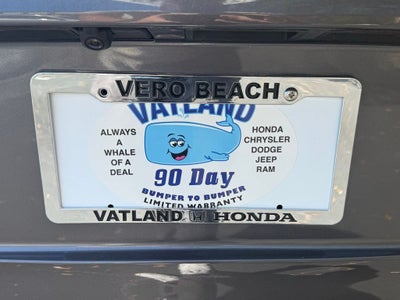 VERO BEACH
VATLAND
ALWAYS
A
WHALE
OF A
DEAL
HONDA
CHRYSLER
DODGE
JEEP
RAM
90 Day
BUMPER TO BUMPER
LIMITED WARRANTY
VATLAND HONDA